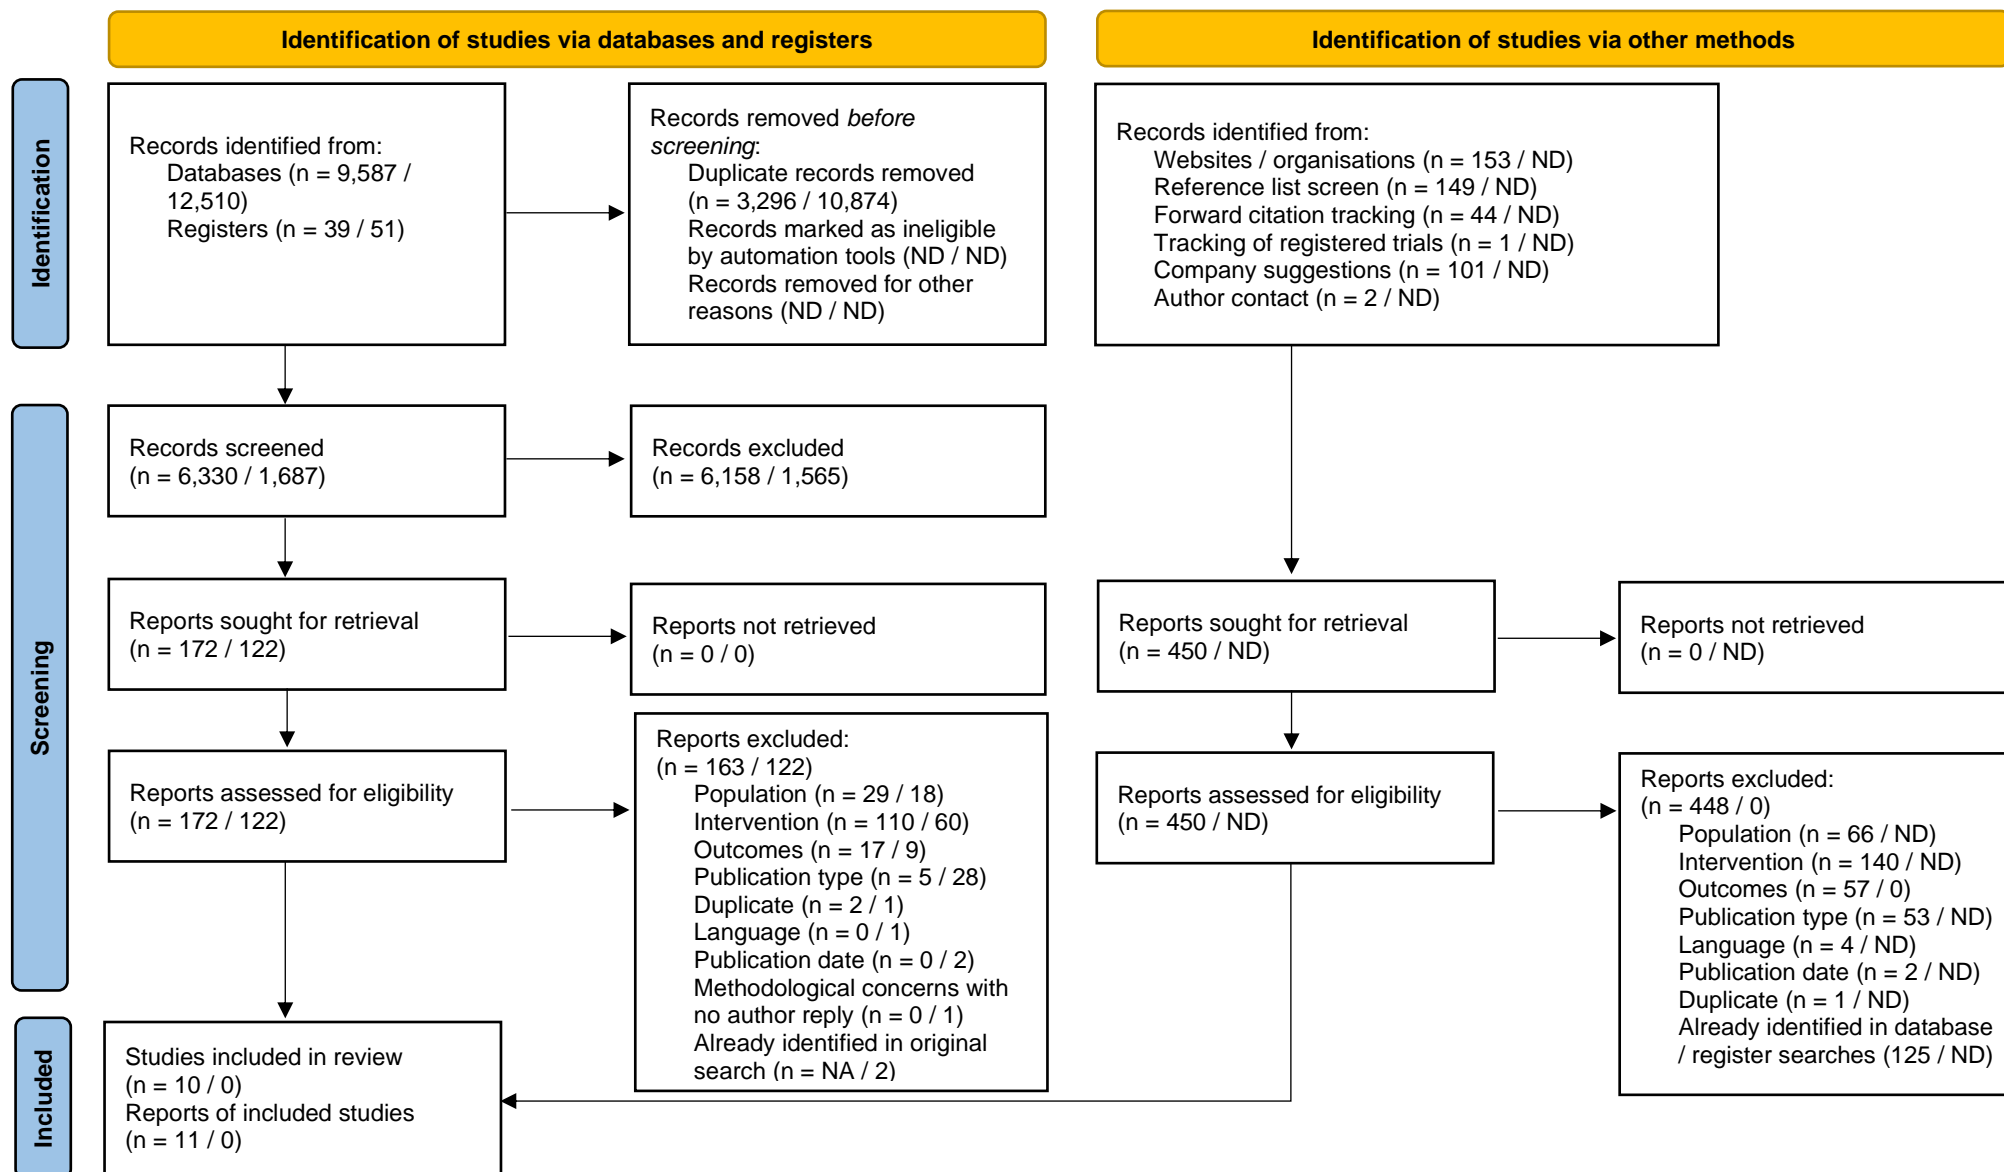 Identification of studies via databases and registers
Identification of studies via other methods
Identification
Records identified from:
Databases (n = 9,587 /
12,510)
Registers (n = 39 / 51)
Records removed before
screening:
Duplicate records removed
(n = 3,296 / 10,874)
Records marked as ineligible
by automation tools (ND / ND)
Records removed for other
reasons (ND / ND)
Records identified from:
Websites / organisations (n = 153 / ND)
Reference list screen (n = 149 / ND)
Forward citation tracking (n = 44 / ND)
Tracking of registered trials (n = 1 / ND)
Company suggestions (n = 101 / ND)
Author contact (n = 2 / ND)
Screening
Records screened
(n = 6,330 / 1,687)
Records excluded
(n = 6,158 / 1,565)
Reports sought for retrieval
(n = 172 / 122)
Reports not retrieved
(n = 0 / 0)
Reports sought for retrieval
(n = 450 / ND)
Reports not retrieved
(n = 0 / ND)
Reports assessed for eligibility
(n = 172 / 122)
Reports excluded:
(n = 163 / 122)
Population (n = 29 / 18)
Intervention (n = 110 / 60)
Outcomes (n = 17 / 9)
Publication type (n = 5 / 28)
Duplicate (n = 2 / 1)
Language (n = 0 / 1)
Publication date (n = 0 / 2)
Methodological concerns with
no author reply (n = 0 / 1)
Already identified in original
search (n = NA / 2)
Reports assessed for eligibility
(n = 450 / ND)
Reports excluded:
(n = 448 / 0)
Population (n = 66 / ND)
Intervention (n = 140 / ND)
Outcomes (n = 57 / 0)
Publication type (n = 53 / ND)
Language (n = 4 / ND)
Publication date (n = 2 / ND)
Duplicate (n = 1 / ND)
Already identified in database
/ register searches (125 / ND)
Included
Studies included in review
(n = 10 / 0)
Reports of included studies
(n = 11 / 0)